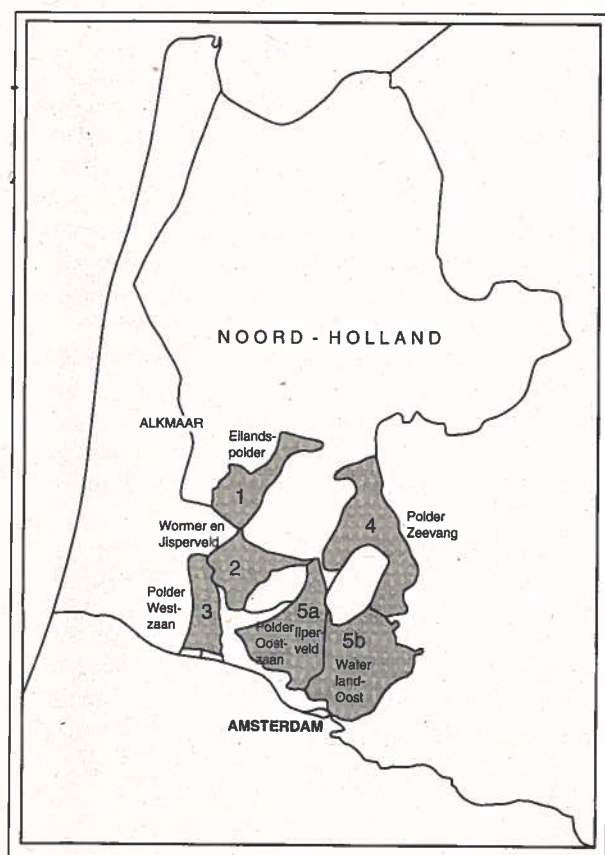 NOORD - HOLLAND
ALKMAAR
Eilands-
polder
1
Wormer en
Jisperveld
2
Polder
West-
zaan
3
4
Polder
Zeevang
5a
Polder
Oost-
zaan
Ilper-
veld
5b
Water
land-
Oost
AMSTERDAM